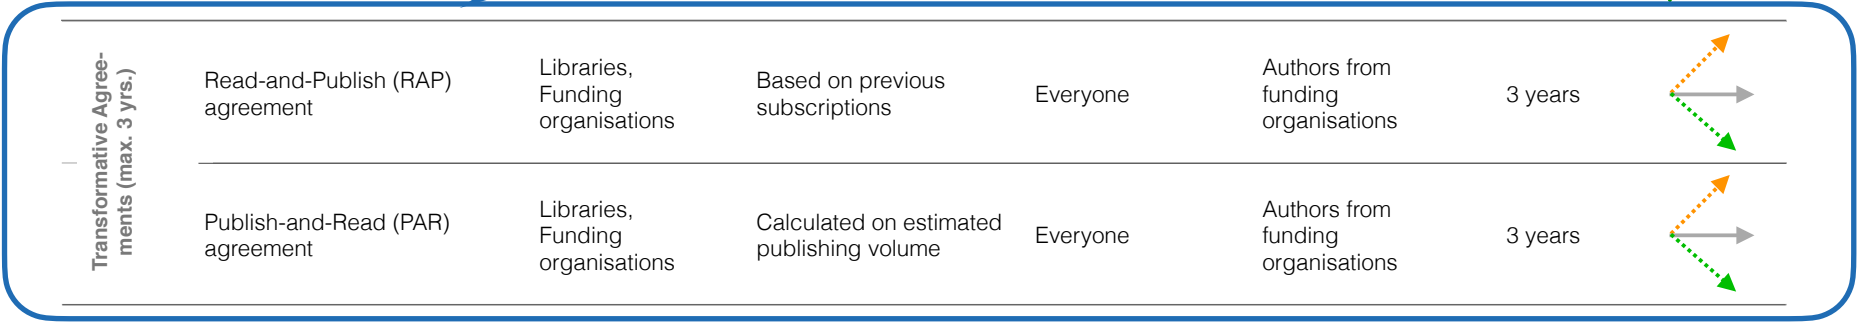 Transformative Agree-
ments (max. 3 yrs.)
Read-and-Publish (RAP)
agreement
Libraries,
Funding
organisations
Based on previous
subscriptions
Everyone
Authors from
funding
organisations
3 years
Publish-and-Read (PAR)
agreement
Libraries,
Funding
organisations
Calculated on estimated
publishing volume
Everyone
Authors from
funding
organisations
3 years